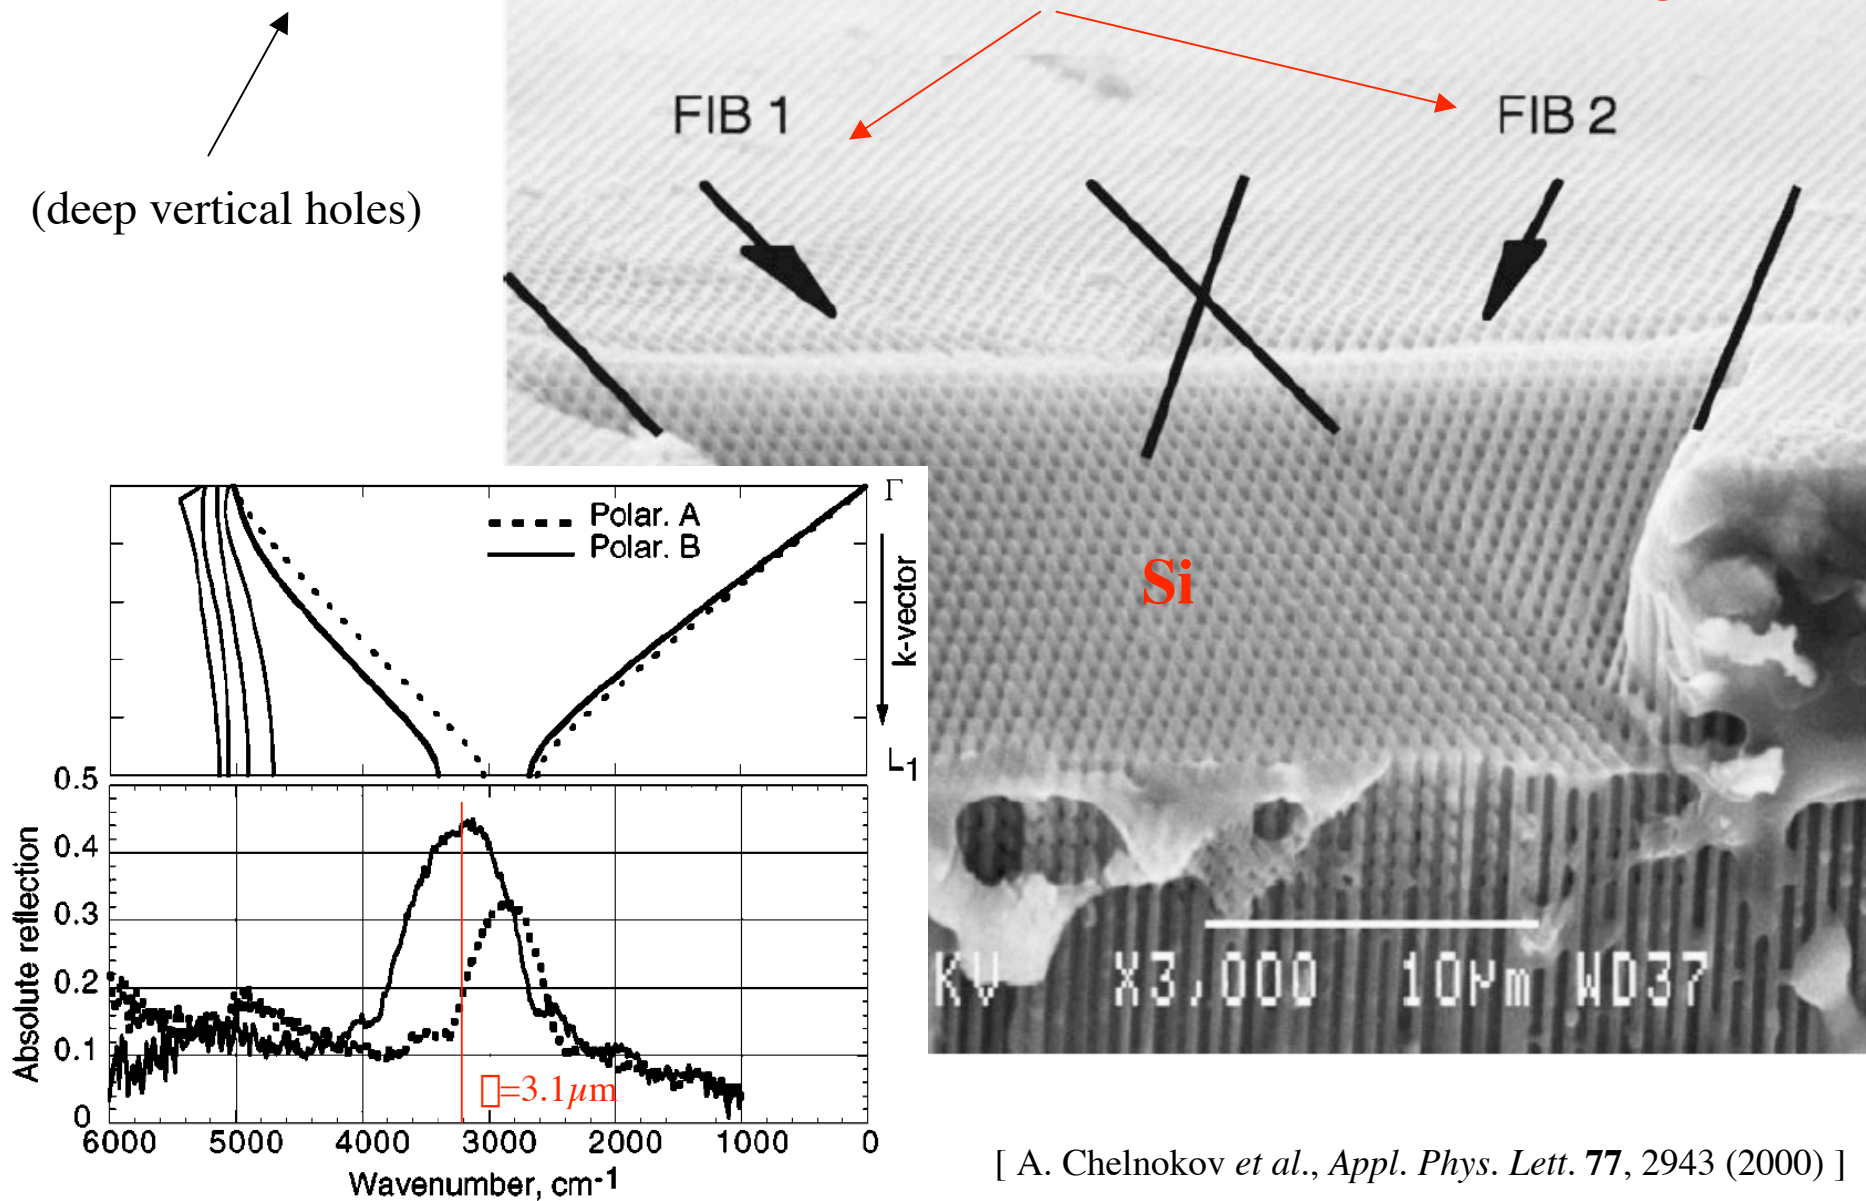 FIB 1
FIB 2
(deep vertical holes)
Polar. A
Polar. B
Γ
k-vector
L1
Si
0.5
0.4
0.3
0.2
0.1
0
Absolute reflection
=3.1μm
6000 5000 4000 3000 2000 1000 0
Wavenumber, cm-1
KV X3,000 10μm WD37
[ A. Chelnokov et al., Appl. Phys. Lett. 77, 2943 (2000) ]